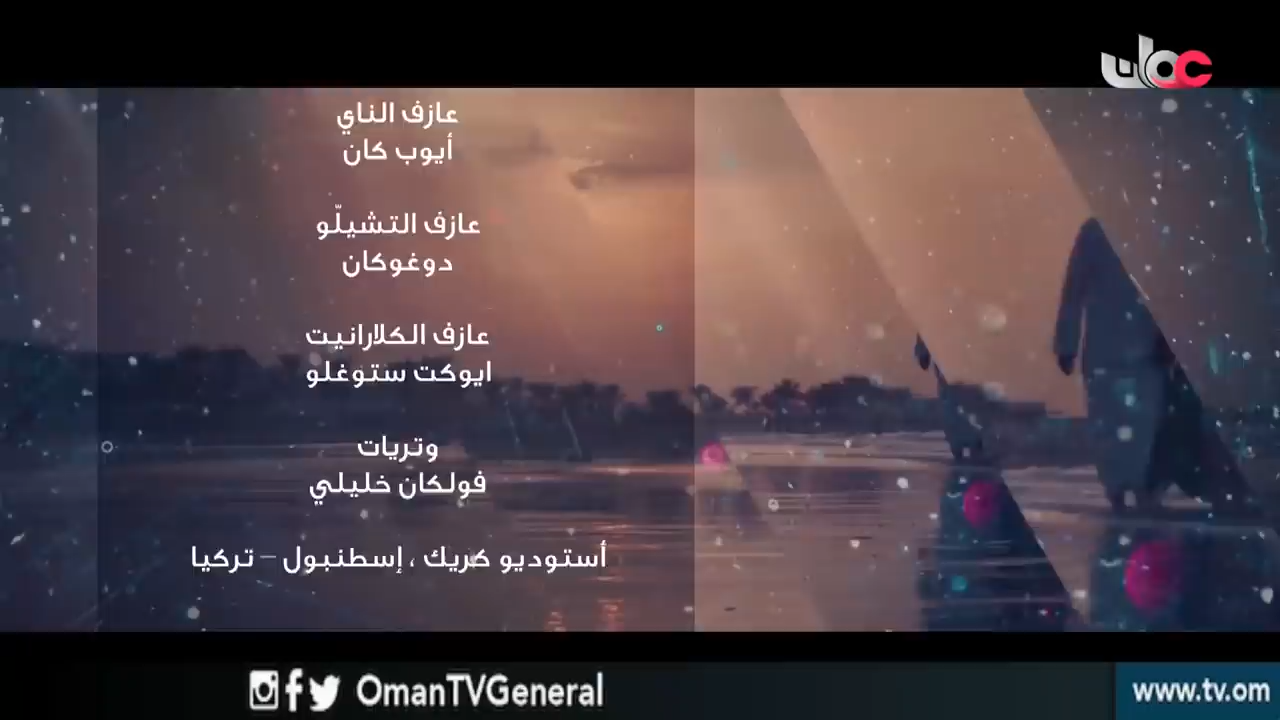 عمان
عازف الناي
أيوب كان
عازف التشيلّو
دوغوكان
عازف الكلارانيت
ايوكت ستوغلو
وتريات
فولكان خليلي
أستوديو كريك ، إسطنبول – تركيا
OmanTVGeneral
www.tv.om